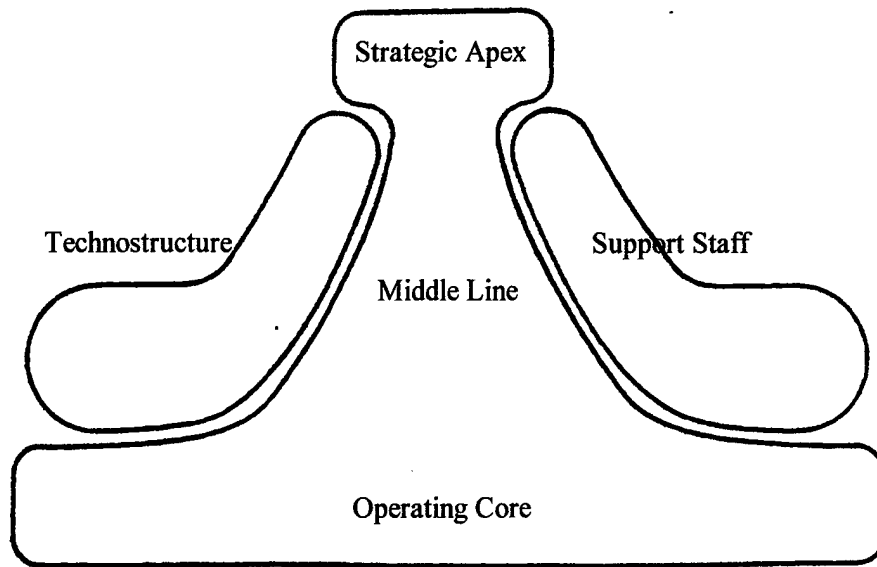 Strategic Apex
Technostructure
Support Staff
Middle Line
Operating Core